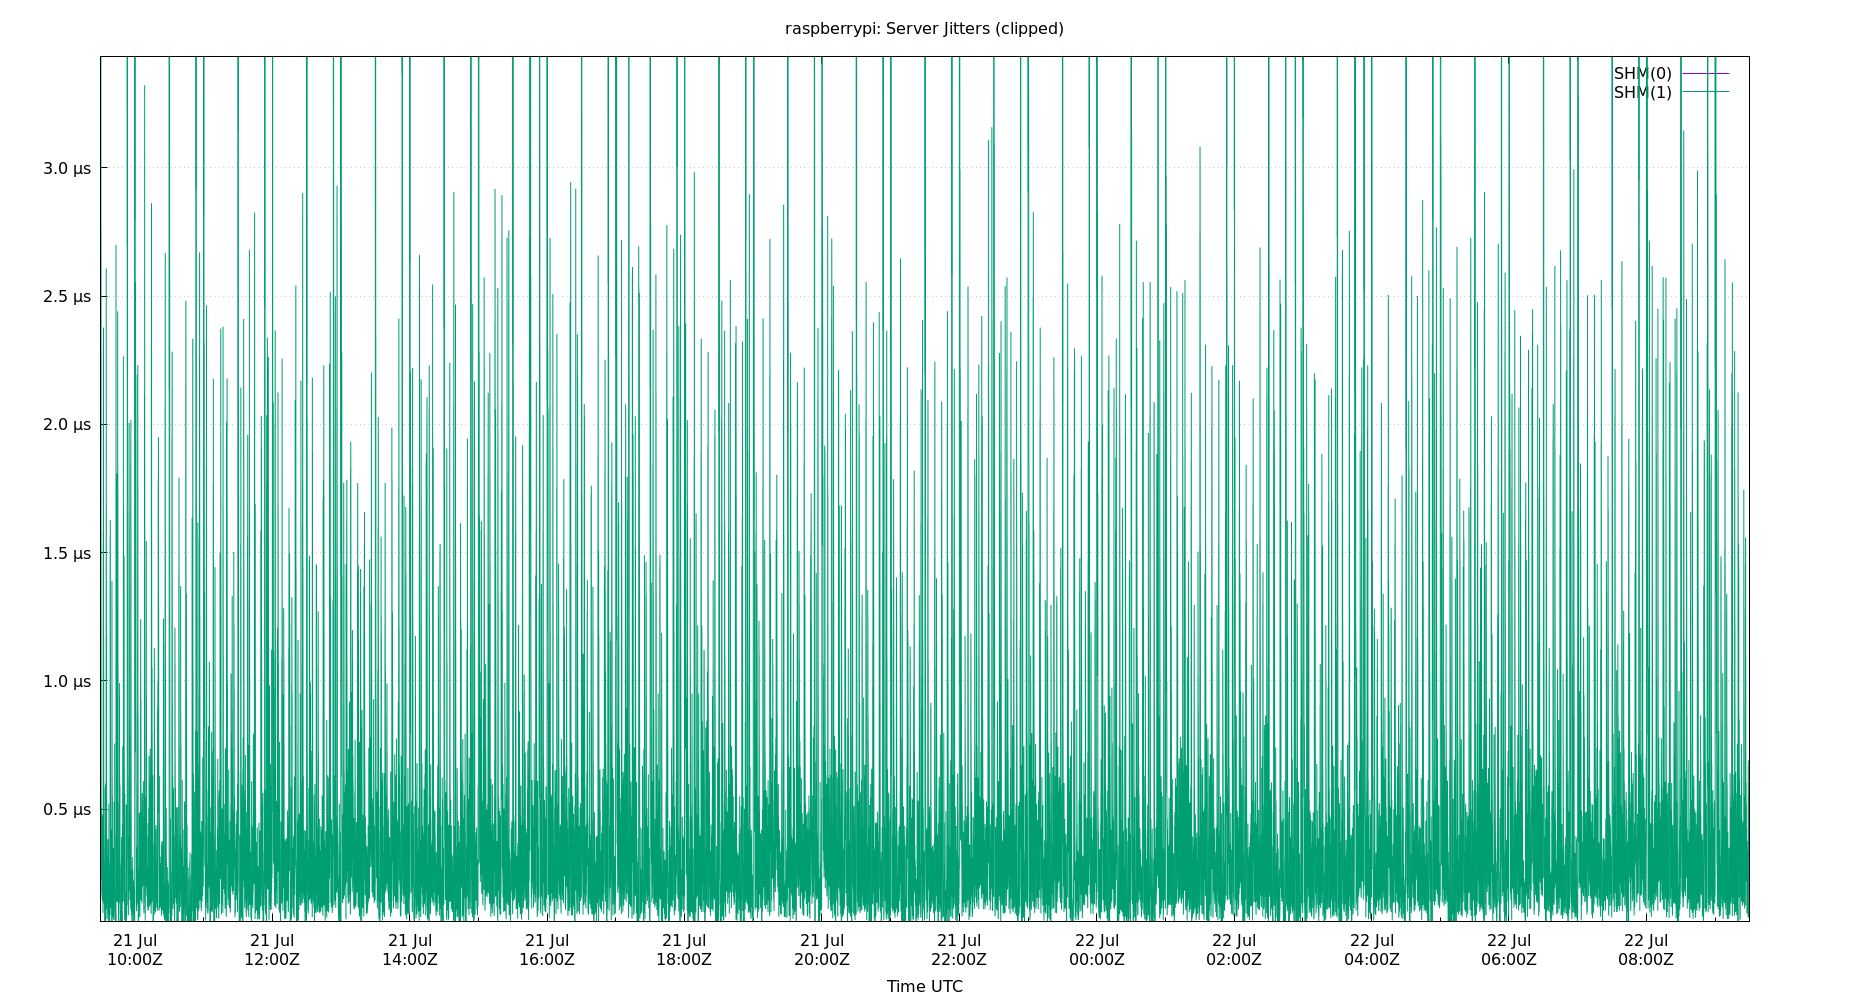 raspberrypi: Server Jitters (clipped)
SHM(0)
SHM(1)
3.0 µs
2.5 µs
2.0 µs
1.5 µs
1.0 µs
0.5 µs
21 Jul 21 Jul 21 Jul 21 Jul 21 Jul 21 Jul 21 Jul 22 Jul 22 Jul 22 Jul 22 Jul 22 Jul
10:00Z 12:00Z 14:00Z 16:00Z 18:00Z 20:00Z 22:00Z 00:00Z 02:00Z 04:00Z 06:00Z 08:00Z
Time UTC